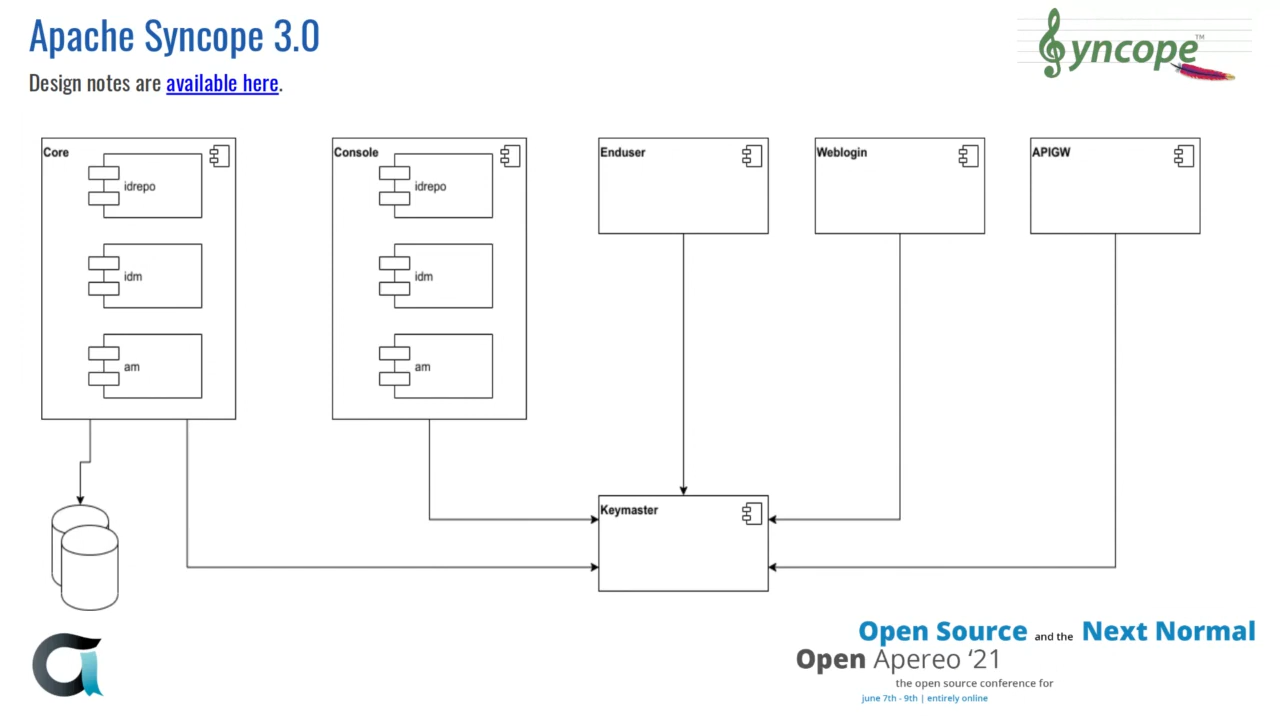 Apache Syncope 3.0
Syncope™
Design notes are available here.
Core
idrepo
idm
am
Console
idrepo
idm
am
Enduser
Weblogin
APIGW
Keymaster
Open Source and the Next Normal
Open Apereo ‘21
the open source conference for
june 7th - 9th | entirely online